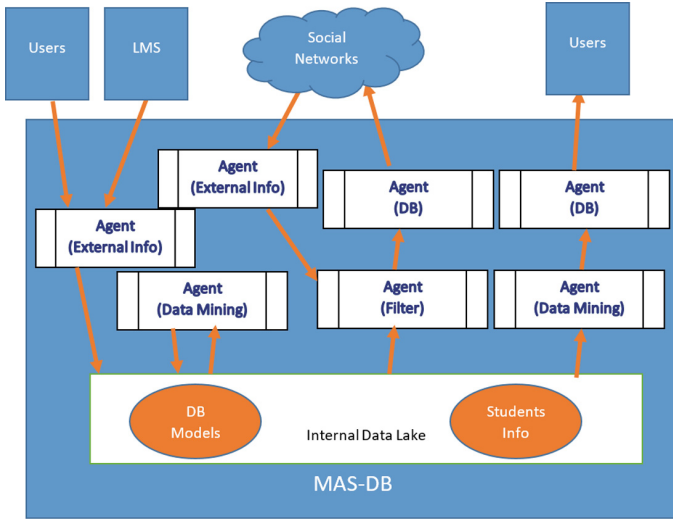 Users
LMS
Social
Networks
Users
Agent
(External Info)
Agent
(DB)
Agent
(DB)
Agent
(External Info)
Agent
(Data Mining)
Agent
(Filter)
Agent
(Data Mining)
DB
Models
Internal Data Lake
Students
Info
MAS-DB